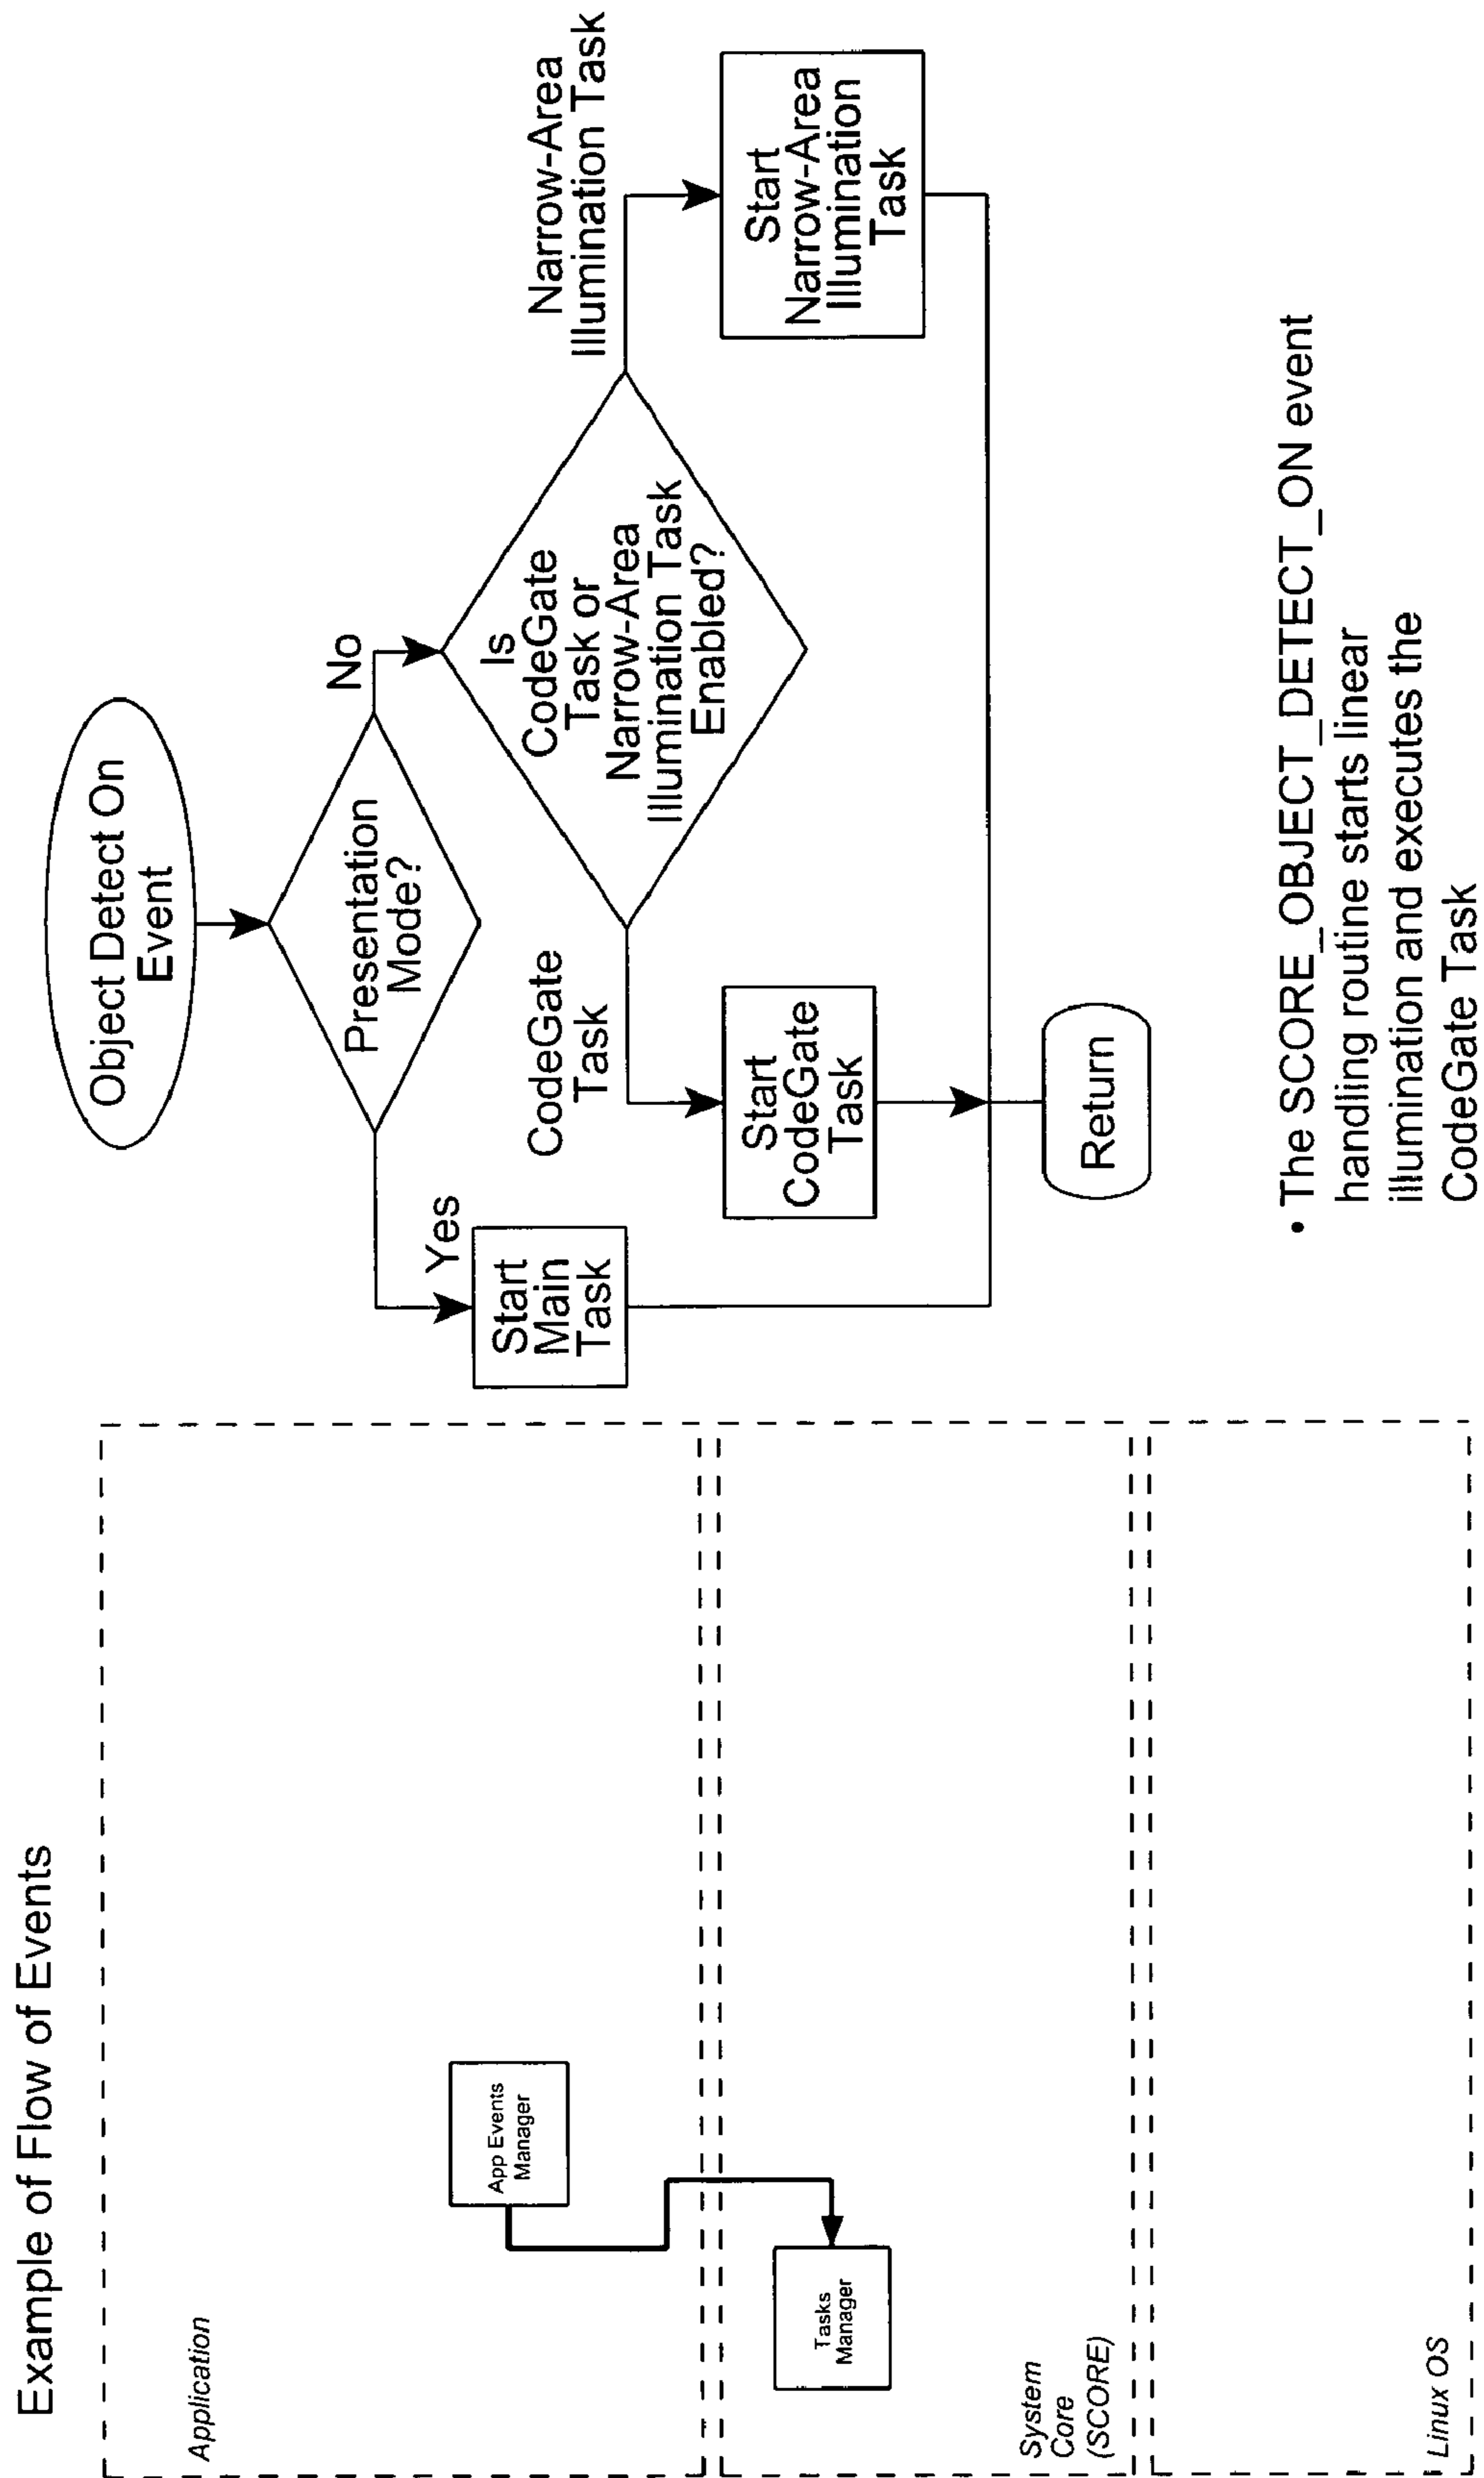 Example of Flow of Events
Application
App Events
Manager
Tasks
Manager
System
Core
(SCORE)
Linux OS
Object Detect On
Event
Presentation
Mode?
Yes
No
Start
Main
Task
Is
CodeGate
Task or
Narrow-Area
Illumination Task
Enabled?
CodeGate
Task
Narrow-Area
Illumination Task
Start
CodeGate
Task
Start
Narrow-Area
Illumination
Task
Return
• The SCORE_OBJECT_DETECT_ON event
handling routine starts linear
illumination and executes the
CodeGate Task